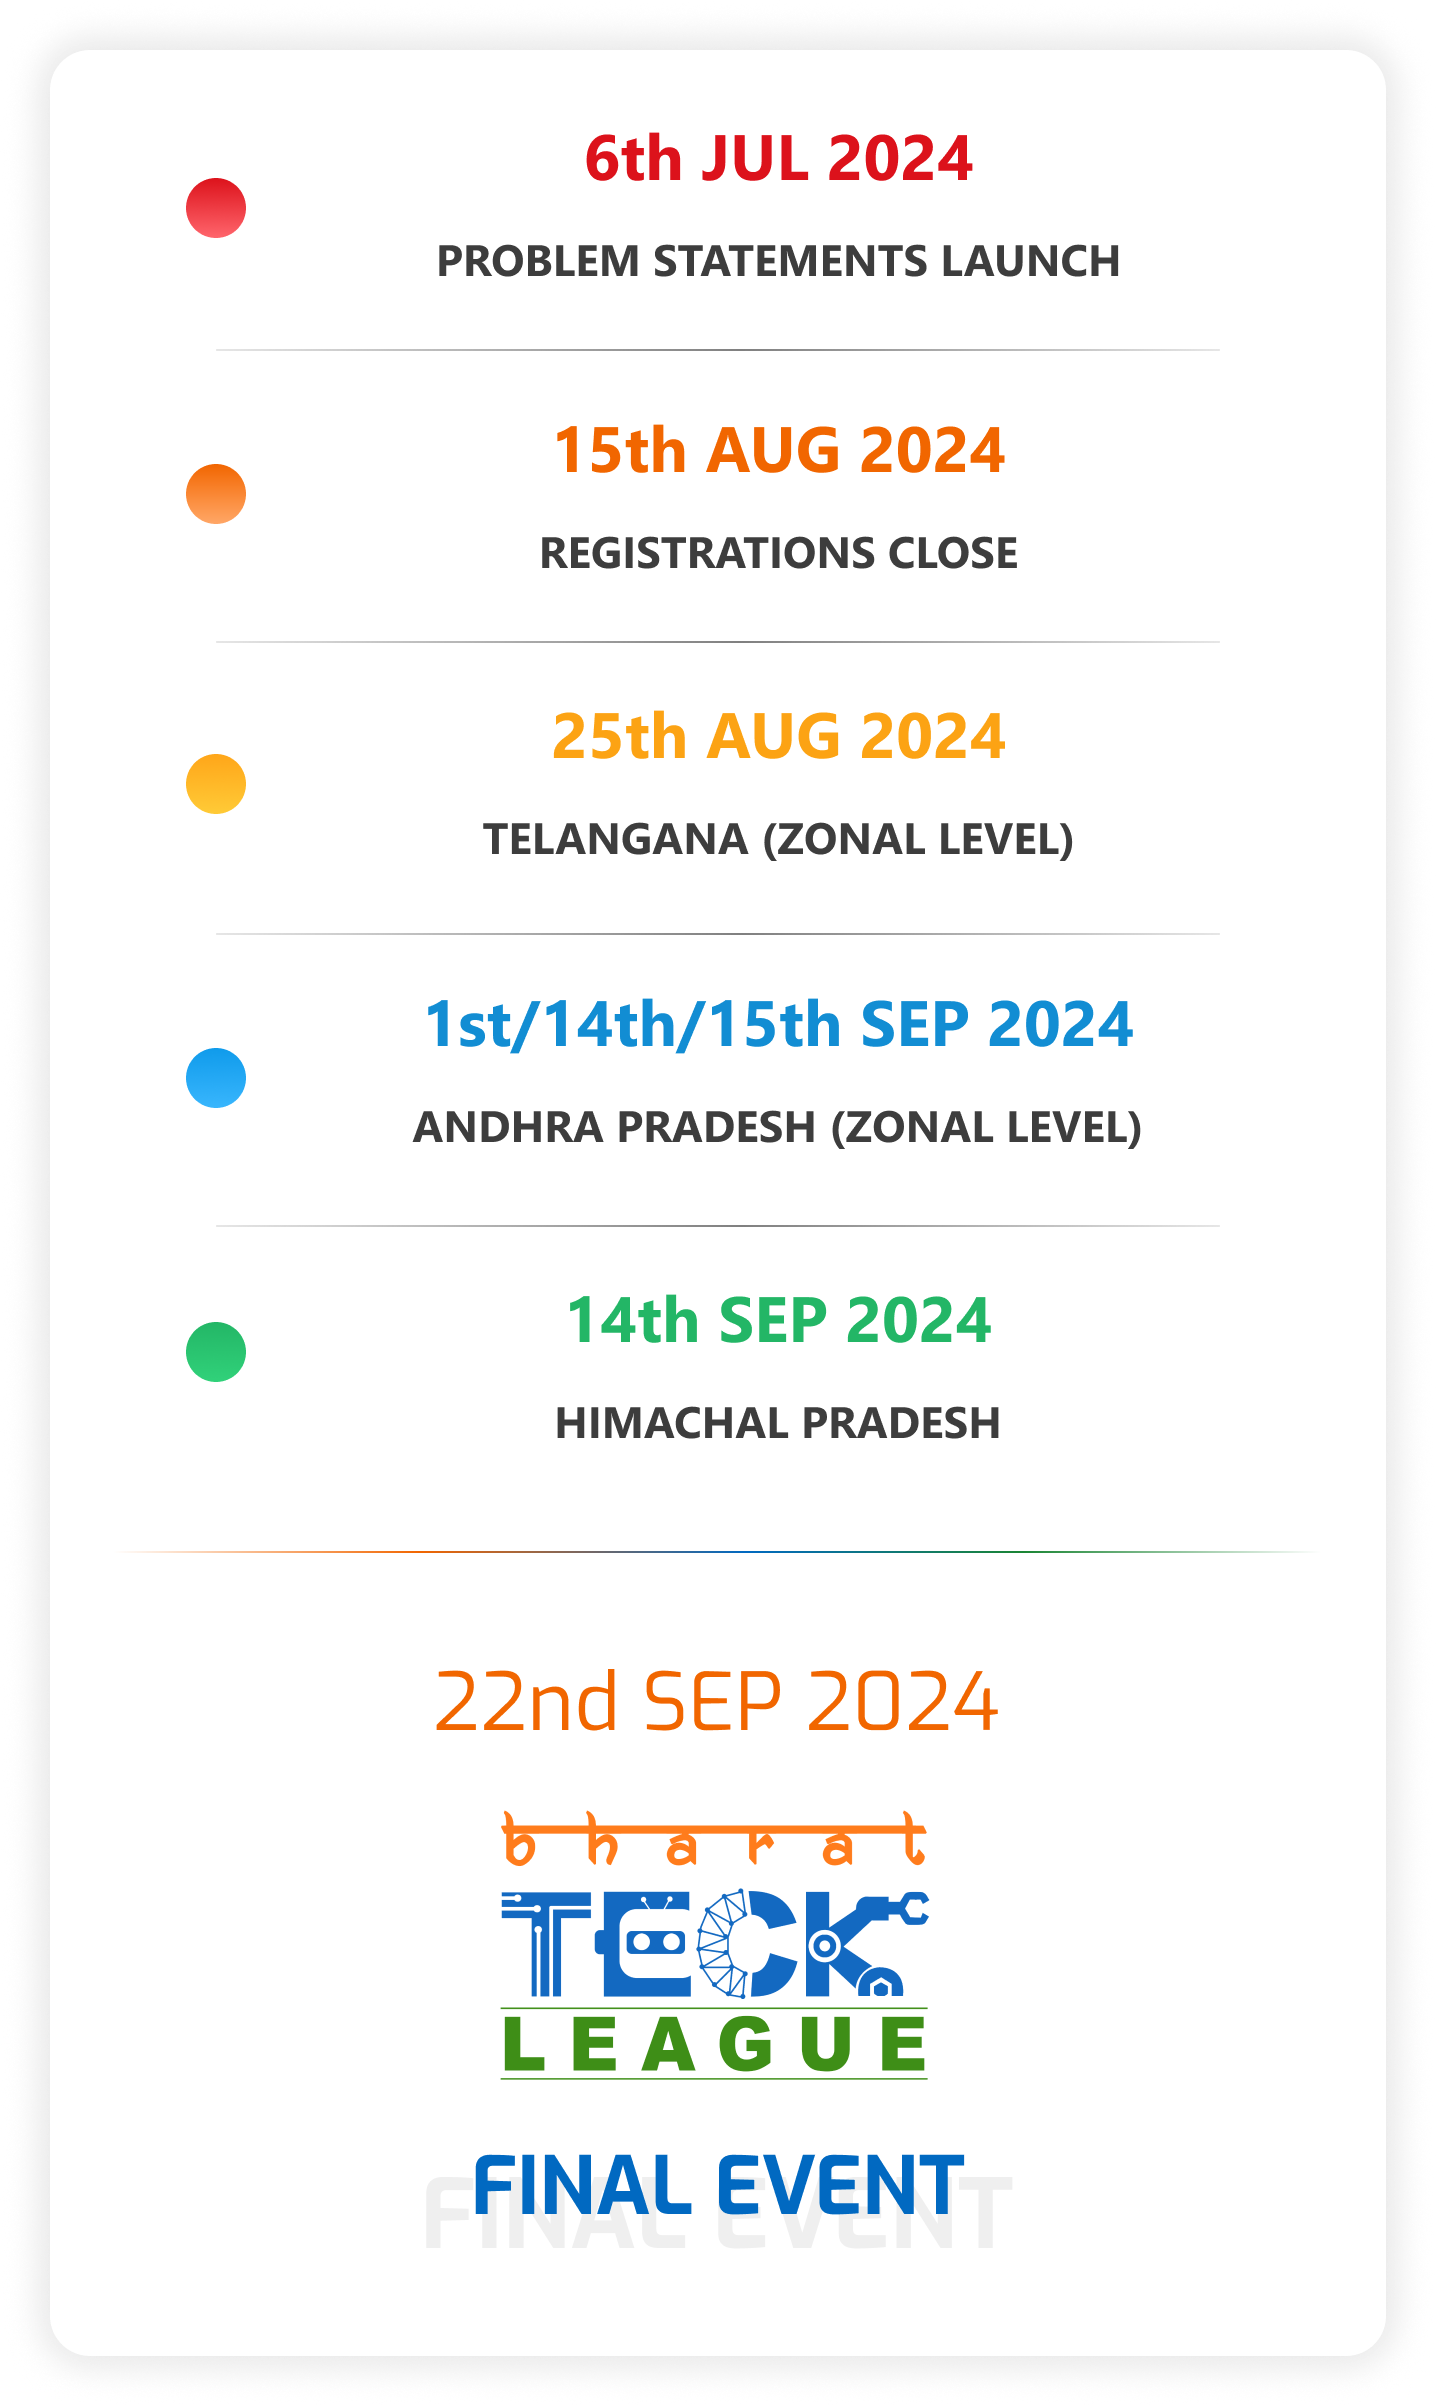 6th JUL 2024
PROBLEM STATEMENTS LAUNCH
15th AUG 2024
REGISTRATIONS CLOSE
25th AUG 2024
TELANGANA (ZONAL LEVEL)
1st/14th/15th SEP 2024
ANDHRA PRADESH (ZONAL LEVEL)
14th SEP 2024
HIMACHAL PRADESH
22nd SEP 2024
bharat
TECK
LEAGUE
FINAL EVENT
FINAL EVENT